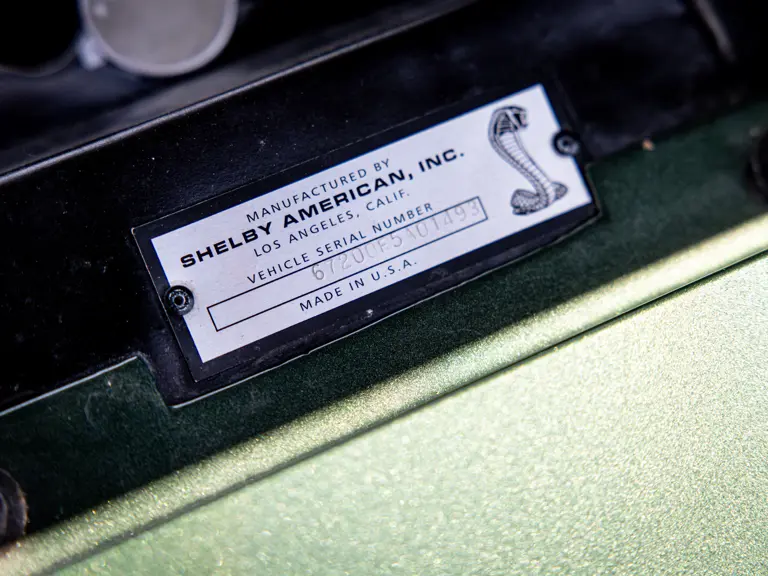 MANUFACTURED BY
SHELBY AMERICAN, INC.
LOS ANGELES, CALIF.
VEHICLE SERIAL NUMBER
67200F5A01493
MADE IN U.S.A.